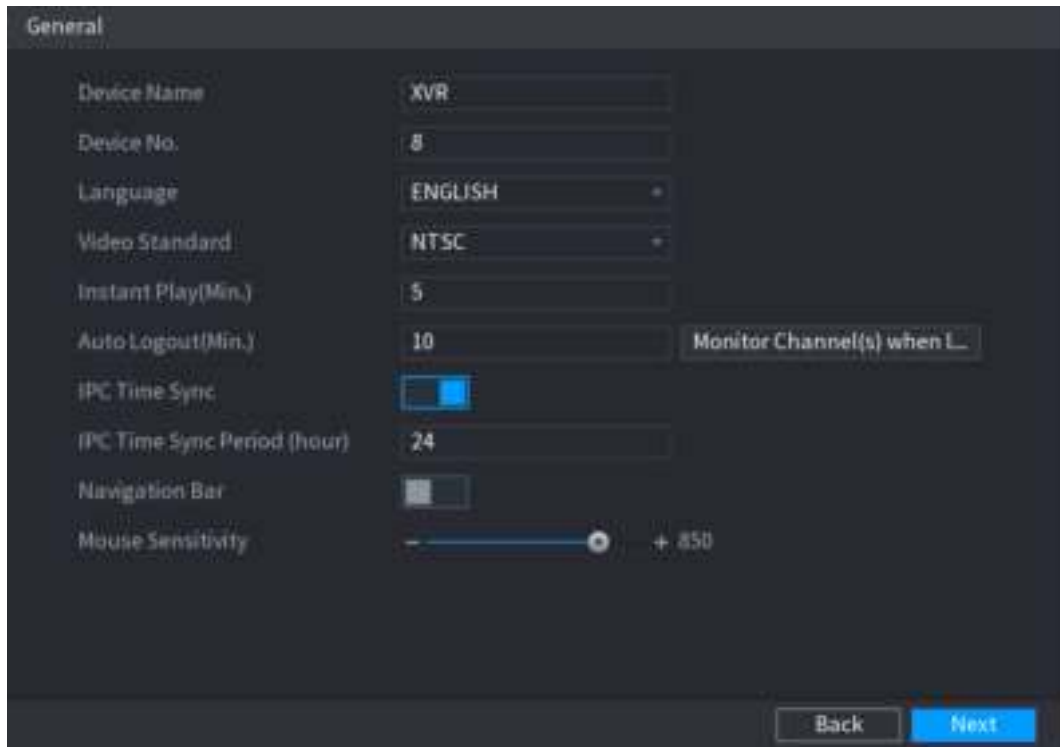 General
Device Name XVR
Device No. 8
Language ENGLISH
Video Standard NTSC
Instant Play(Min.) 5
Auto Logout(Min.) 10 Monitor Channel(s) when l...
IPC Time Sync
IPC Time Sync Period (hour) 24
Navigation Bar
Mouse Sensitivity − + 850
Back Next